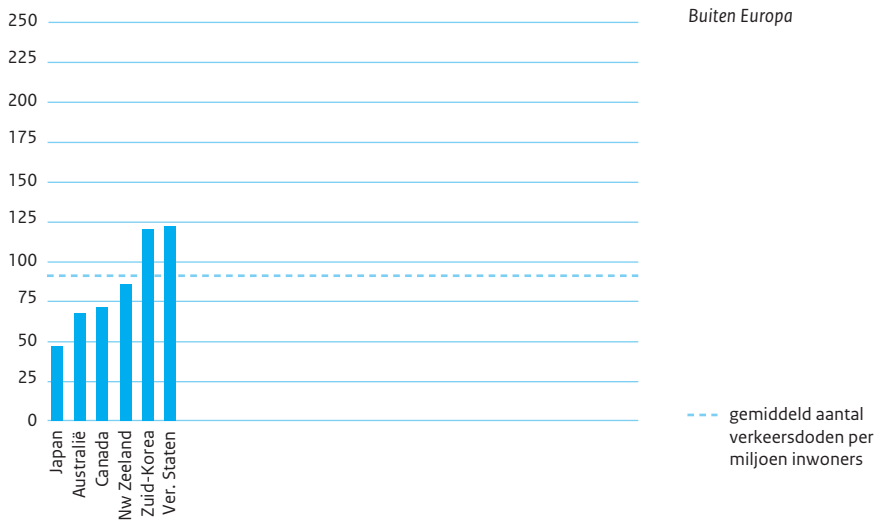 Buiten Europa
250
225
200
175
150
125
100
75
50
25
0
Japan
Australië
Canada
Nw Zeeland
Zuid-Korea
Ver. Staten
gemiddeld aantal
verkeersdoden per
miljoen inwoners